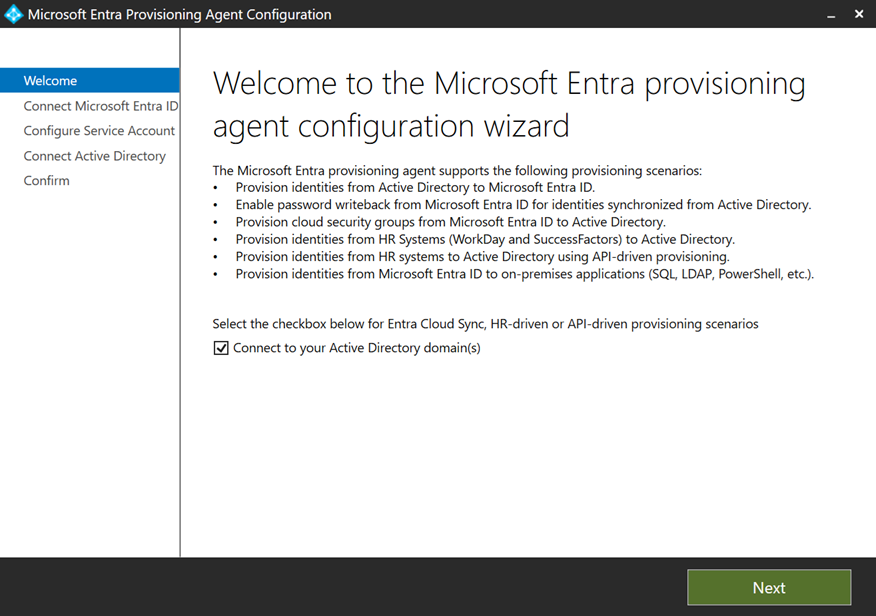 Microsoft Entra Provisioning Agent Configuration
Welcome
Connect Microsoft Entra ID
Configure Service Account
Connect Active Directory
Confirm
Welcome to the Microsoft Entra provisioning
agent configuration wizard
The Microsoft Entra provisioning agent supports the following provisioning scenarios:
• Provision identities from Active Directory to Microsoft Entra ID.
• Enable password writeback from Microsoft Entra ID for identities synchronized from Active Directory.
• Provision cloud security groups from Microsoft Entra ID to Active Directory.
• Provision identities from HR Systems (WorkDay and SuccessFactors) to Active Directory.
• Provision identities from HR systems to Active Directory using API-driven provisioning.
• Provision identities from Microsoft Entra ID to on-premises applications (SQL, LDAP, PowerShell, etc.).
Select the checkbox below for Entra Cloud Sync, HR-driven or API-driven provisioning scenarios
Connect to your Active Directory domain(s)
Next